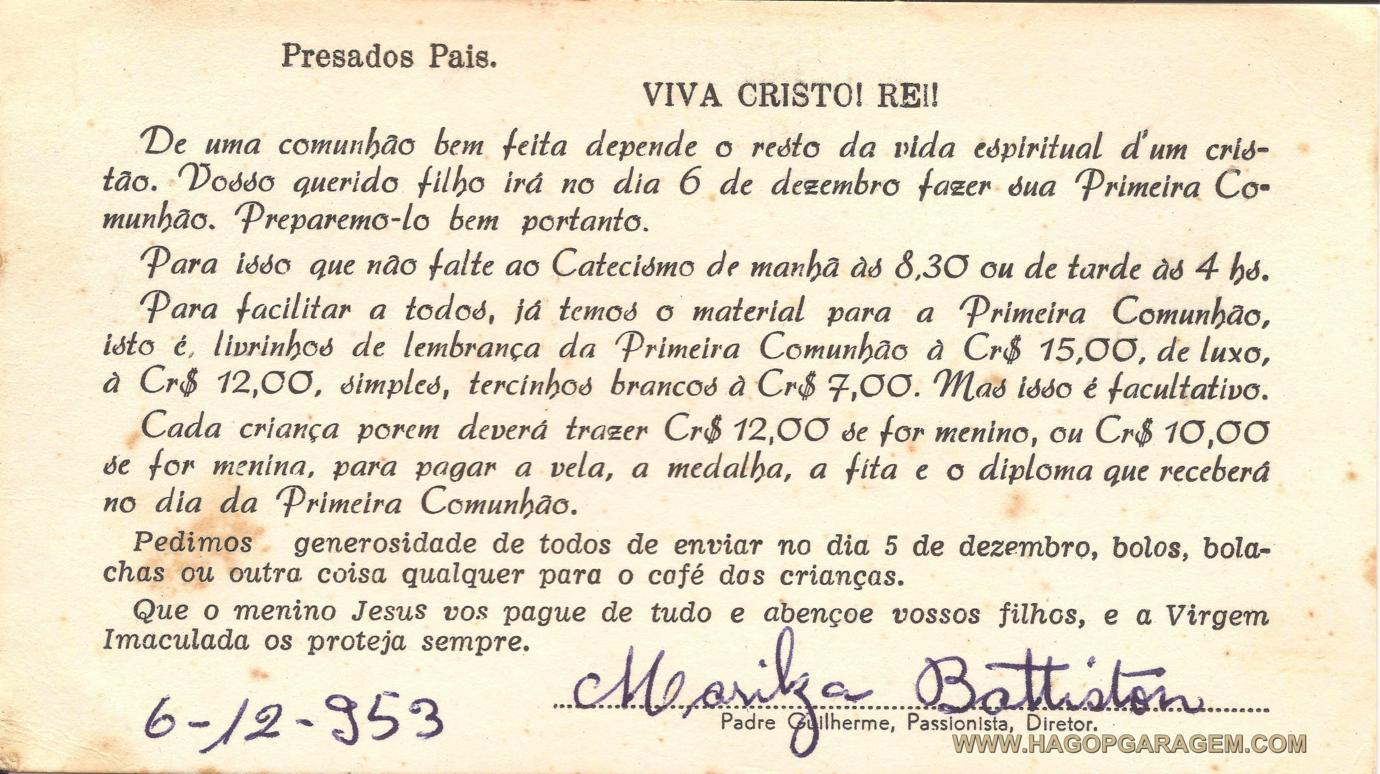 Presados Pais.
VIVA CRISTO! REI!
De uma comunhão bem feita depende o resto da vida espiritual d'um cris-
tão. Vosso querido filho irá no dia 6 de dezembro fazer sua Primeira Co-
munhão. Preparemo-lo bem portanto.
Para isso que não falte ao Catecismo de manhã às 8,30 ou de tarde às 4 hs.
Para facilitar a todos, já temos o material para a Primeira Comunhão,
isto é, livrinhos de lembrança da Primeira Comunhão à Cr$ 15,00, de luxo,
à Cr$ 12,00, simples, tercinhos brancos à Cr$ 7,00. Mas isso é facultativo.
Cada criança porem deverá trazer Cr$ 12,00 se for menino, ou Cr$ 10,00
se for menina, para pagar a vela, a medalha, a fita e o diploma que receberá
no dia da Primeira Comunhão.
Pedimos generosidade de todos de enviar no dia 5 de dezembro, bolos, bola-
chas ou outra coisa qualquer para o café das crianças.
Que o menino Jesus vos pague de tudo e abençoe vossos filhos, e a Virgem
Imaculada os proteja sempre.
6-12-953 Marilza Battiston
Padre Guilherme, Passionista, Diretor.
WWW.HAGOPGARAGEM.COM